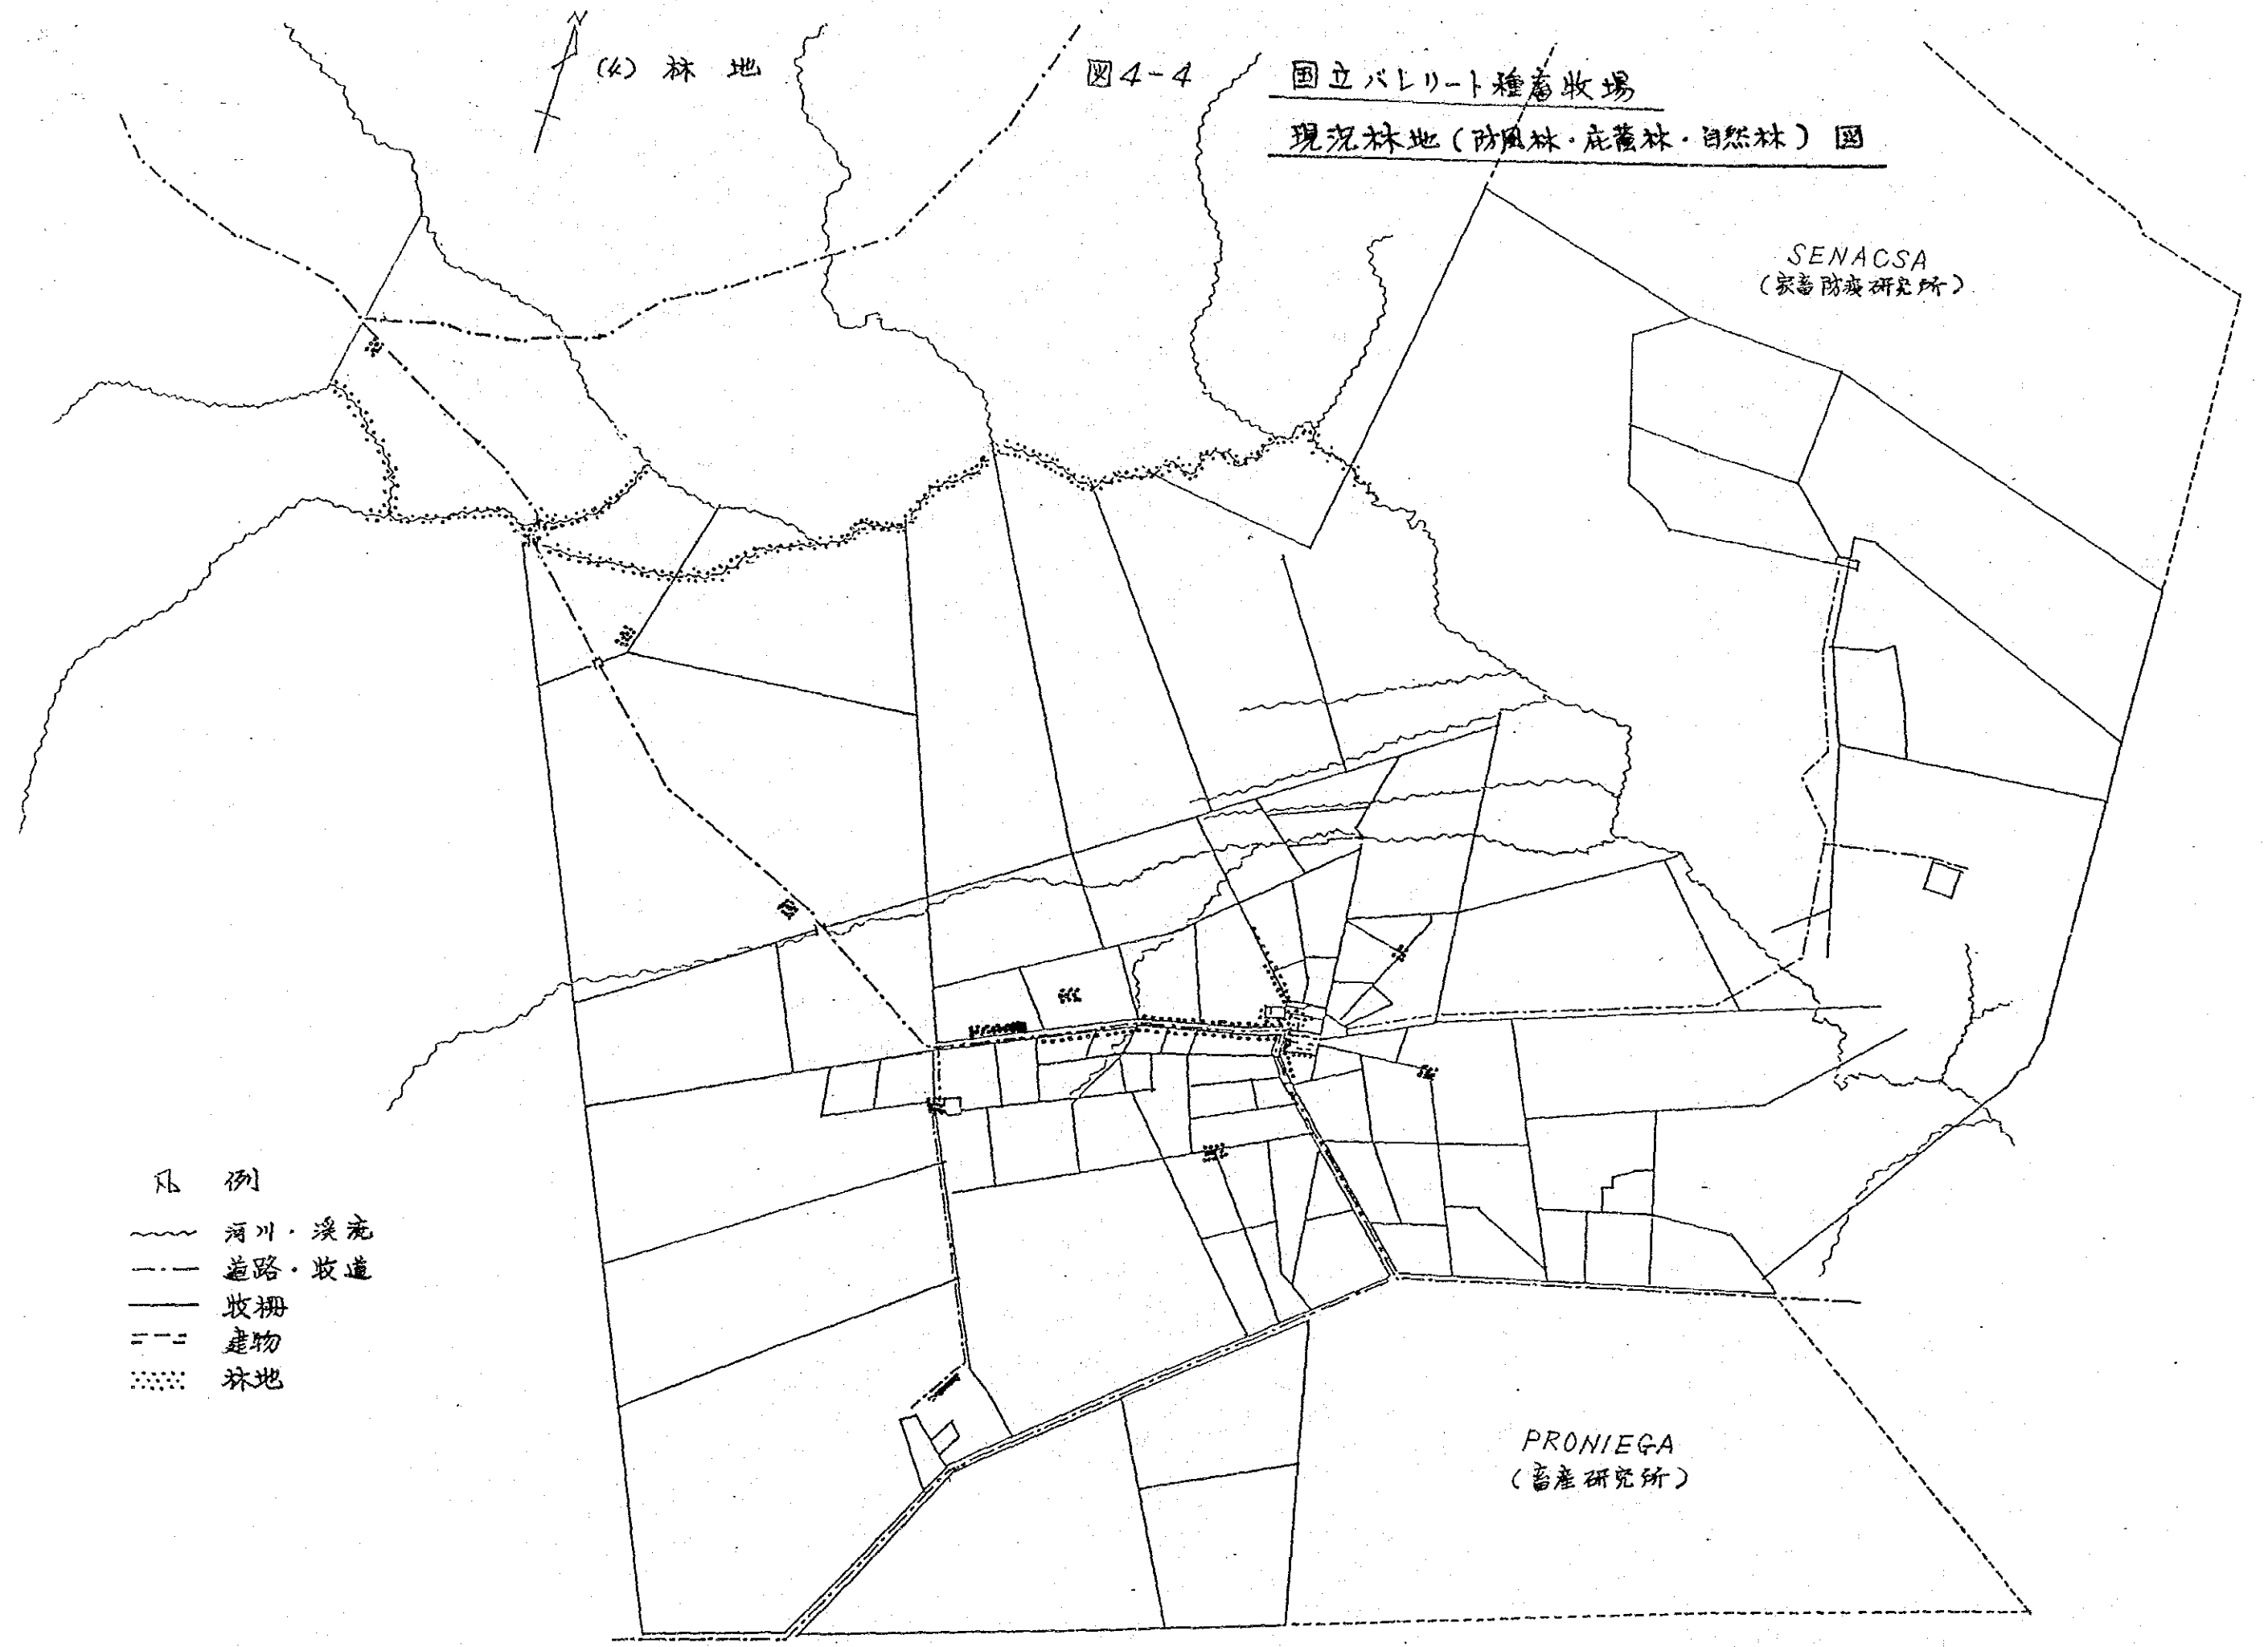 N
(4) 林地
図4-4 国立バレリート種畜牧場
現況林地(防風林・庇蔭林・自然林)図
SENACSA
(家畜防疫研究所)
凡例
河川・渓流
道路・牧道
牧柵
建物
林地
PRONIEGA
(畜産研究所)